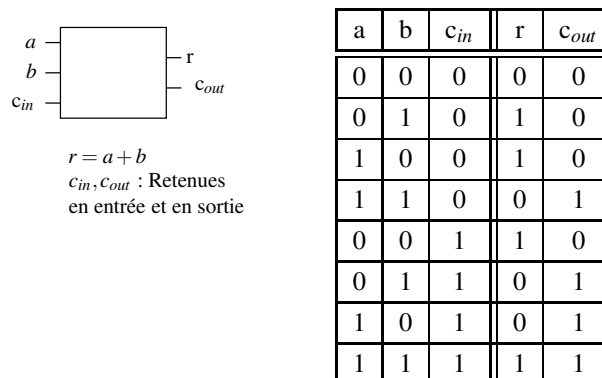 a
b
c_in
r
c_out
r = a + b
c_in, c_out : Retenues
en entrée et en sortie
a b c_in r c_out
0 0 0 0 0
0 1 0 1 0
1 0 0 1 0
1 1 0 0 1
0 0 1 1 0
0 1 1 0 1
1 0 1 0 1
1 1 1 1 1